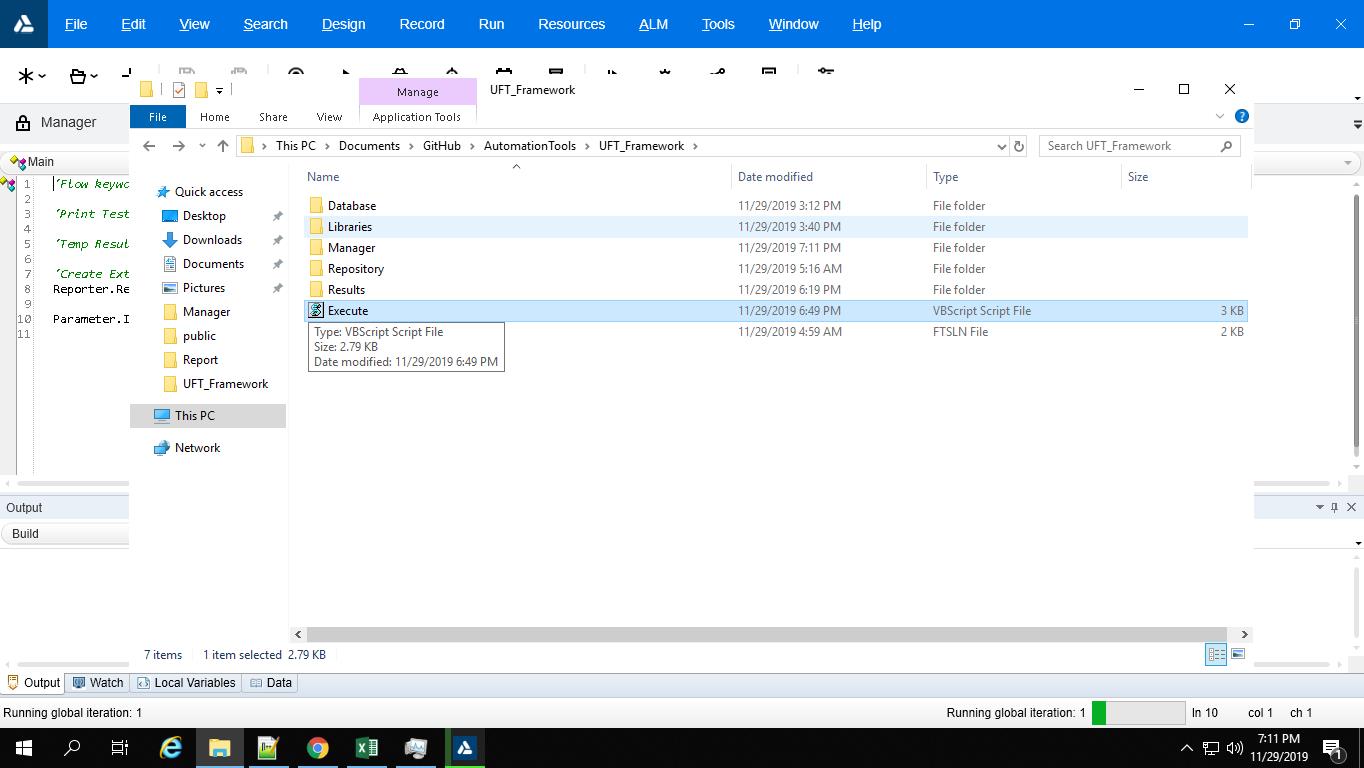 File Edit View Search Design Record Run Resources ALM Tools Window Help
Manage UFT_Framework
File Home Share View Application Tools
Manager
This PC Documents GitHub AutomationTools UFT_Framework Search UFT_Framework
Main
Name Date modified Type Size
Quick access
Desktop
Downloads
Documents
Pictures
Manager
public
Report
UFT_Framework
This PC
Network
Database 11/29/2019 3:12 PM File folder
Libraries 11/29/2019 3:40 PM File folder
Manager 11/29/2019 7:11 PM File folder
Repository 11/29/2019 5:16 AM File folder
Results 11/29/2019 6:19 PM File folder
Execute 11/29/2019 6:49 PM VBScript Script File 3 KB
11/29/2019 4:59 AM FTSLN File 2 KB
Type: VBScript Script File
Size: 2.79 KB
Date modified: 11/29/2019 6:49 PM
1 'Flow keywo
2
3 'Print Test
4
5 'Temp Resul
6
7 'Create Ext
8 Reporter.Re
9
10 Parameter.I
11
Output
Build
7 items 1 item selected 2.79 KB
Output Watch Local Variables Data
Running global iteration: 1 Running global iteration: 1 ln 10 col 1 ch 1
7:11 PM
11/29/2019
1